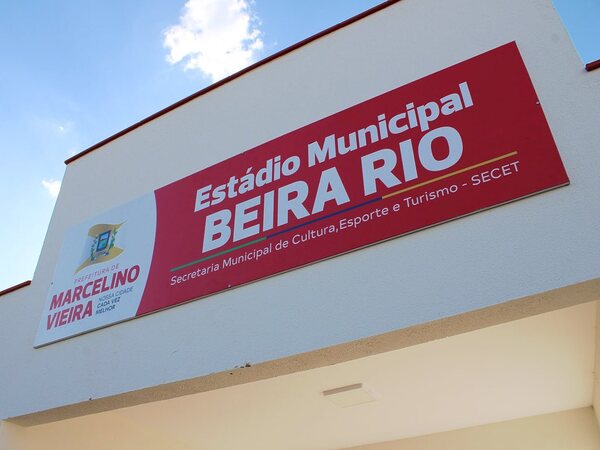 Estádio Municipal
BEIRA RIO
Secretaria Municipal de Cultura,Esporte e Turismo - SECET
PREFEITURA DE
MARCELINO
VIEIRA
NOSSA CIDADE
CADA VEZ
MELHOR